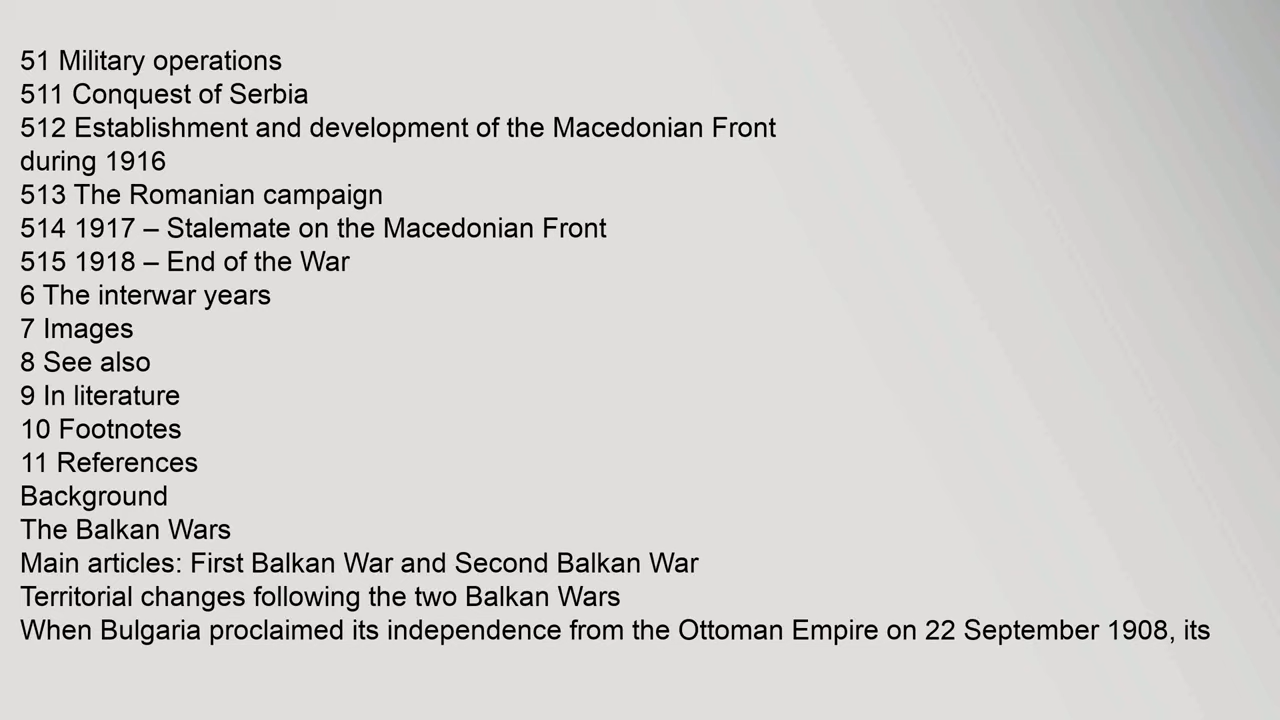 51 Military operations
511 Conquest of Serbia
512 Establishment and development of the Macedonian Front
during 1916
513 The Romanian campaign
514 1917 – Stalemate on the Macedonian Front
515 1918 – End of the War
6 The interwar years
7 Images
8 See also
9 In literature
10 Footnotes
11 References
Background
The Balkan Wars
Main articles: First Balkan War and Second Balkan War
Territorial changes following the two Balkan Wars
When Bulgaria proclaimed its independence from the Ottoman Empire on 22 September 1908, its